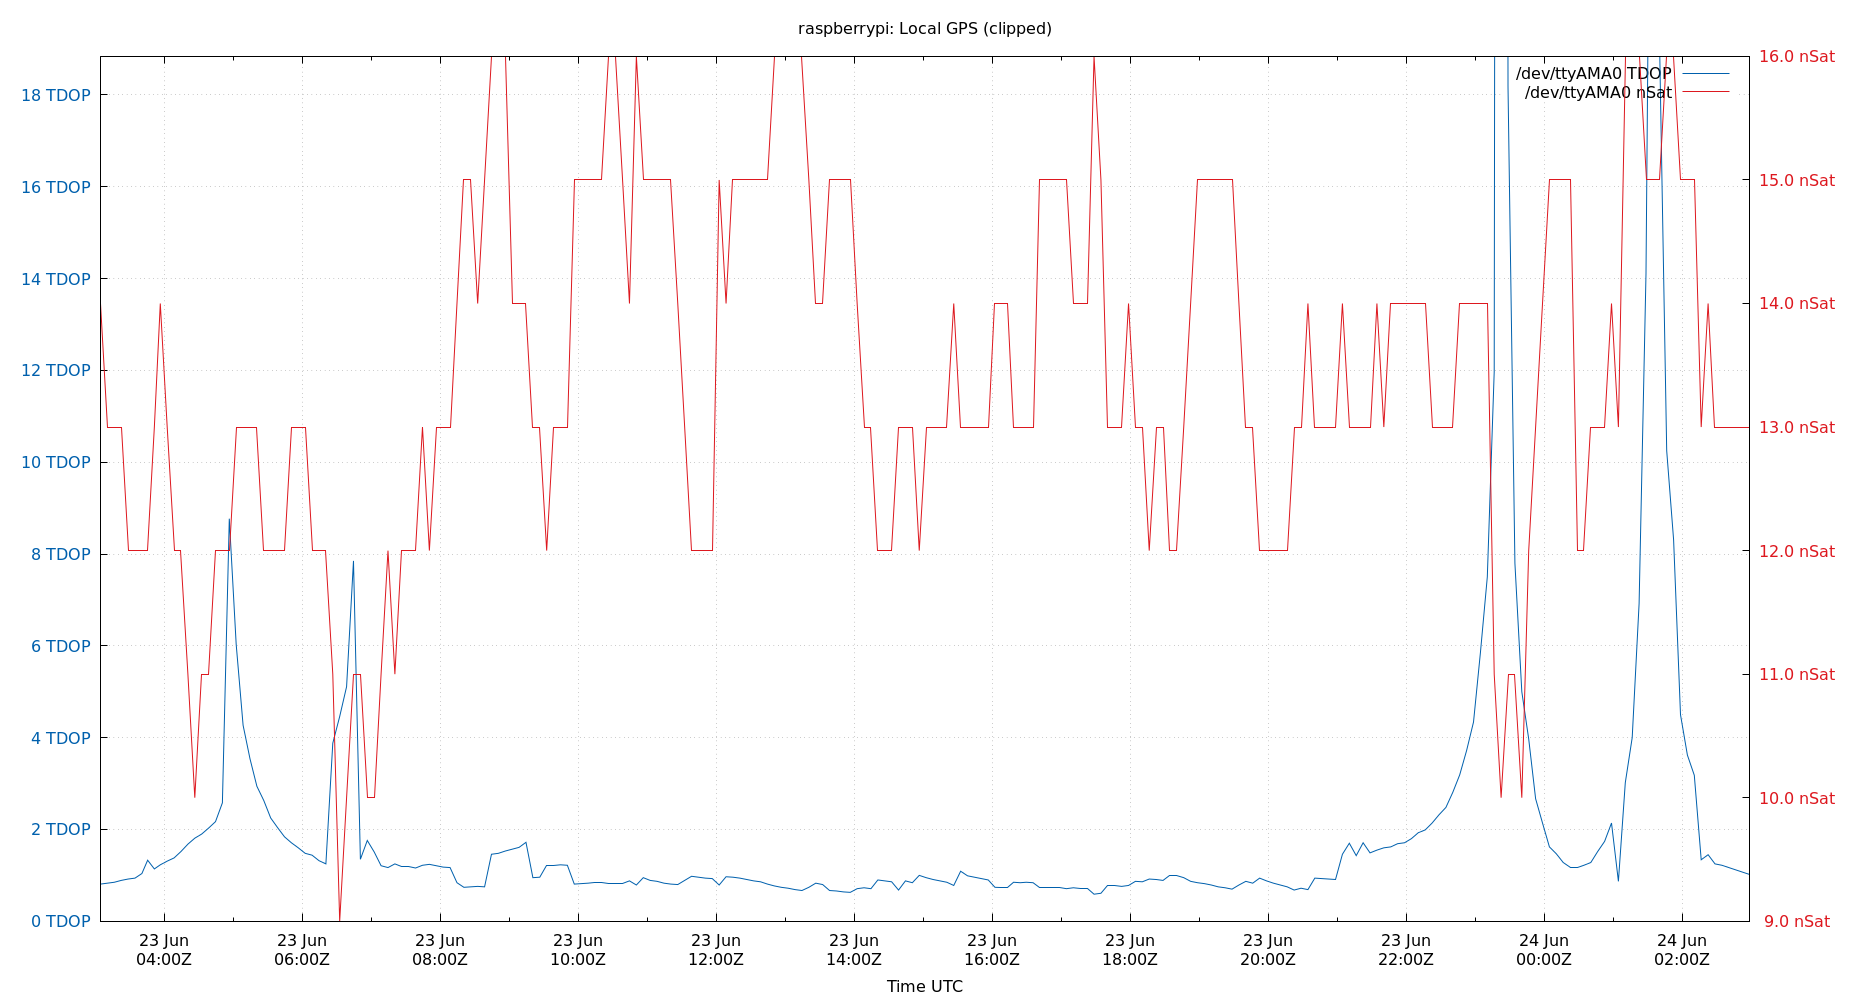 raspberrypi: Local GPS (clipped)
/dev/ttyAMA0 TDOP
/dev/ttyAMA0 nSat
18 TDOP
16 TDOP
14 TDOP
12 TDOP
10 TDOP
8 TDOP
6 TDOP
4 TDOP
2 TDOP
0 TDOP
16.0 nSat
15.0 nSat
14.0 nSat
13.0 nSat
12.0 nSat
11.0 nSat
10.0 nSat
9.0 nSat
23 Jun
04:00Z
23 Jun
06:00Z
23 Jun
08:00Z
23 Jun
10:00Z
23 Jun
12:00Z
23 Jun
14:00Z
23 Jun
16:00Z
23 Jun
18:00Z
23 Jun
20:00Z
23 Jun
22:00Z
24 Jun
00:00Z
24 Jun
02:00Z
Time UTC